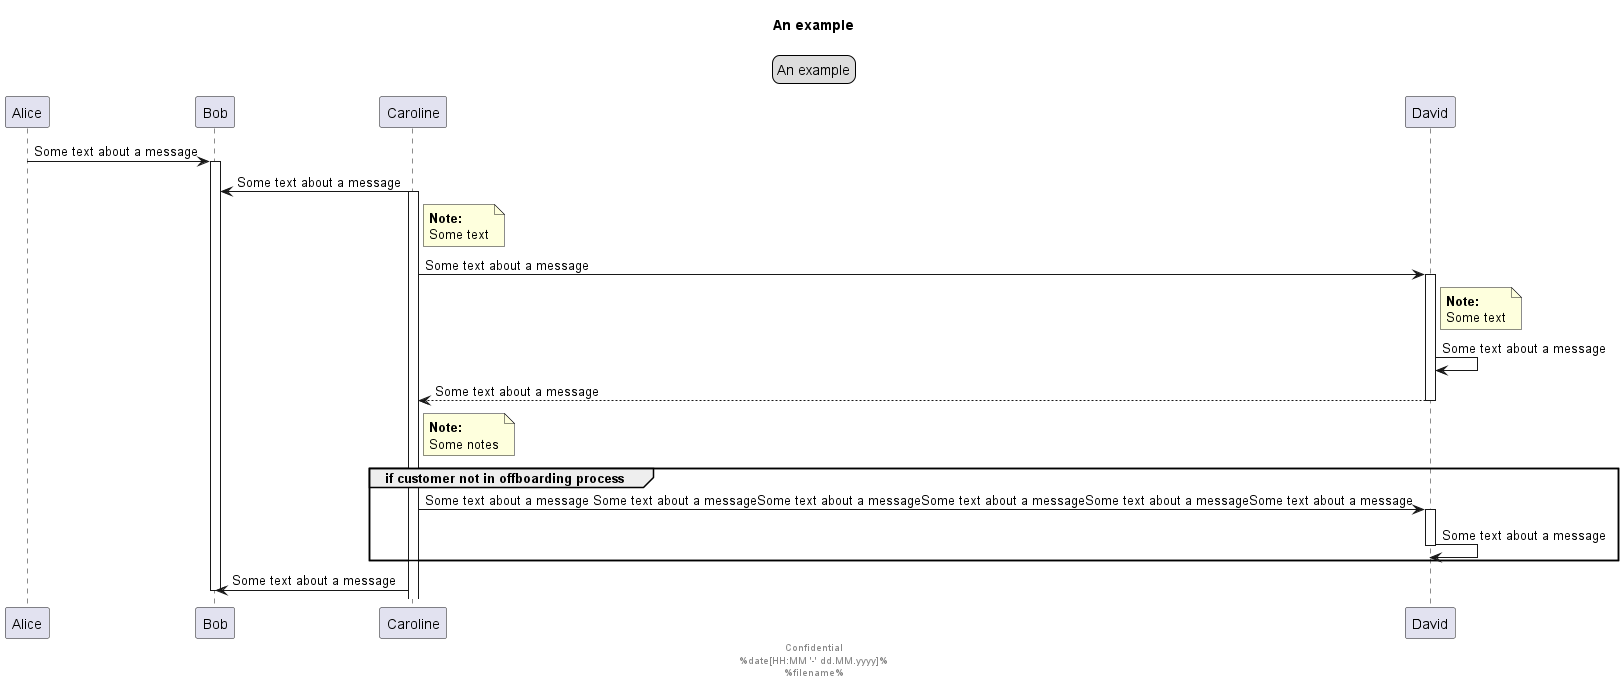 An example
An example
Alice
Bob
Caroline
David
Some text about a message
Some text about a message
Note:
Some text
Some text about a message
Note:
Some text
Some text about a message
Some text about a message
Note:
Some notes
if customer not in offboarding process
Some text about a message Some text about a messageSome text about a messageSome text about a messageSome text about a messageSome text about a message
Some text about a message
Some text about a message
Alice
Bob
Caroline
David
Confidential
%date[HH:MM '-' dd.MM.yyyy]%
%filename%